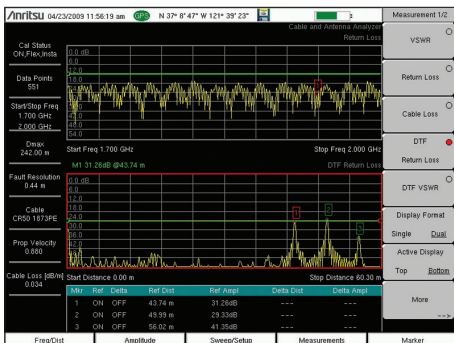 Anritsu 04/23/2009 11:56:19 am GPS N 37° 8' 47" W 121° 39' 23"
Measurement 1/2
Cable and Antenna Analyzer
Return Loss
Cal Status
ON,Flex,Insta
Data Points
551
Start/Stop Freq
1.700 GHz
2.000 GHz
Dmax
242.00 m
Fault Resolution
0.44 m
Cable
CR50 1873PE
Prop Velocity
0.880
Cable Loss [dB/m]
0.034
0.0 dB
6.0
12.0
48.0
54.0
Start Freq 1.700 GHz Stop Freq 2.000 GHz
M1 31.26dB @43.74 m DTF Return Loss
0.0 dB
6.0
12.0
18.0
24.0
30.0
36.0
42.0
48.0
1
2
3
Start Distance 0.00 m Stop Distance 60.30 m
Mkr Ref Delta Ref Dist Ref Ampl Delta Dist Delta Ampl
1 ON OFF 43.74 m 31.26dB --- ---
2 ON OFF 49.99 m 29.33dB --- ---
3 ON OFF 56.02 m 41.35dB --- ---
VSWR
Return Loss
Cable Loss
DTF
Return Loss
DTF VSWR
Display Format
Single Dual
Active Display
Top Bottom
More
-->
Freq/Dist Amplitude Sweep/Setup Measurements Marker